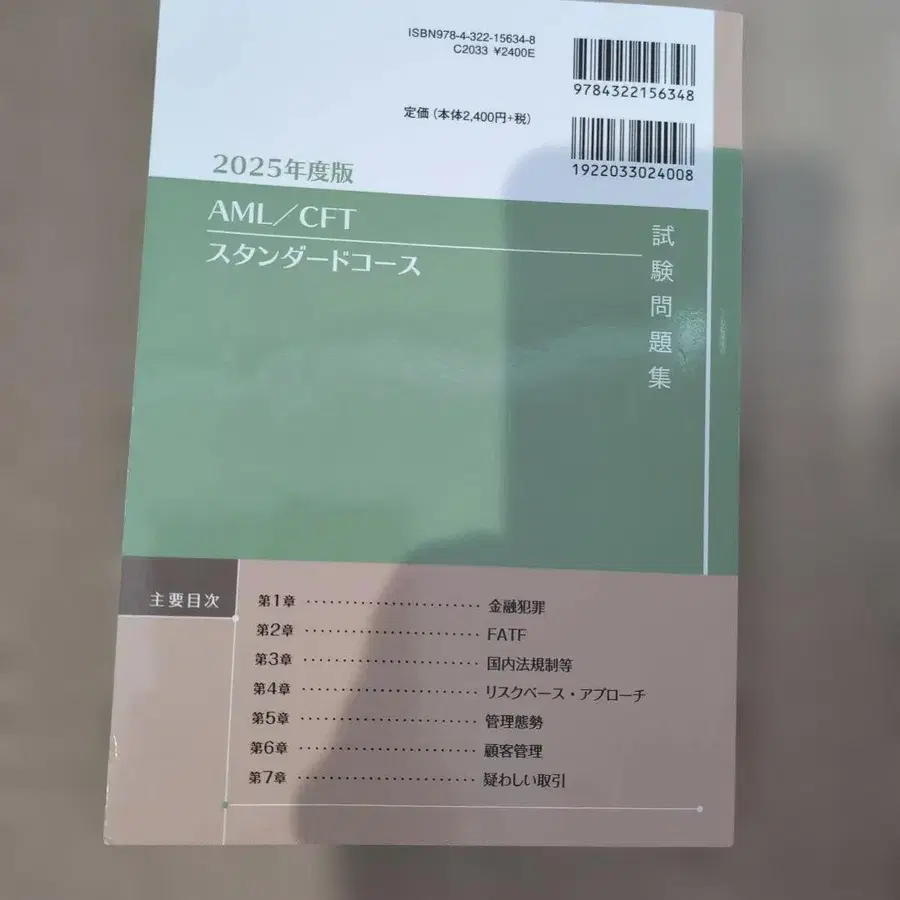 ISBN978-4-322-15634-8
C2033 ¥2400E
9784322156348
定価(本体2,400円+税)
1922033024008
2025年度版
AML/CFT
スタンダードコース
試験問題集
主要目次
第1章 ························ 金融犯罪
第2章 ························ FATF
第3章 ························ 国内法規制等
第4章 ························ リスクベース・アプローチ
第5章 ························ 管理態勢
第6章 ························ 顧客管理
第7章 ························ 疑わしい取引